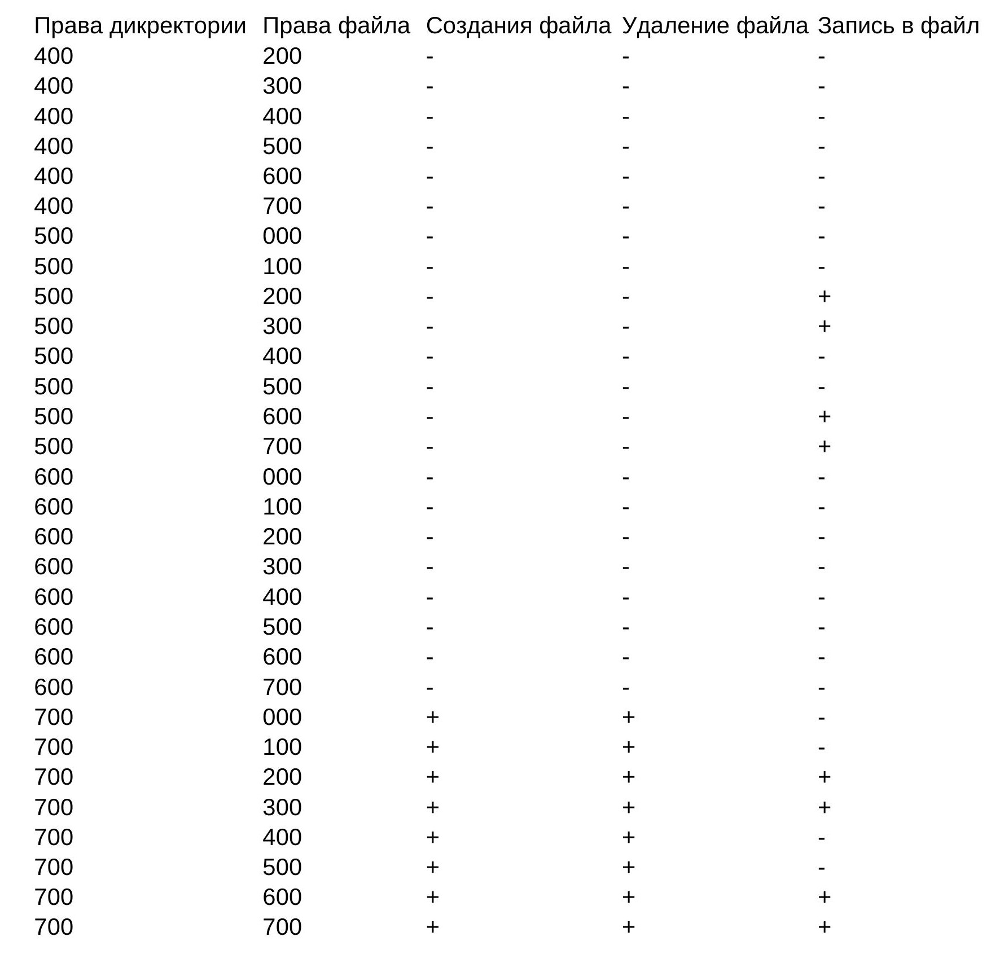 Права дикректории Права файла Создания файла Удаление файла Запись в файл
400 200 - - -
400 300 - - -
400 400 - - -
400 500 - - -
400 600 - - -
400 700 - - -
500 000 - - -
500 100 - - -
500 200 - - +
500 300 - - +
500 400 - - -
500 500 - - -
500 600 - - +
500 700 - - +
600 000 - - -
600 100 - - -
600 200 - - -
600 300 - - -
600 400 - - -
600 500 - - -
600 600 - - -
600 700 - - -
700 000 + + -
700 100 + + -
700 200 + + +
700 300 + + +
700 400 + + -
700 500 + + -
700 600 + + +
700 700 + + +